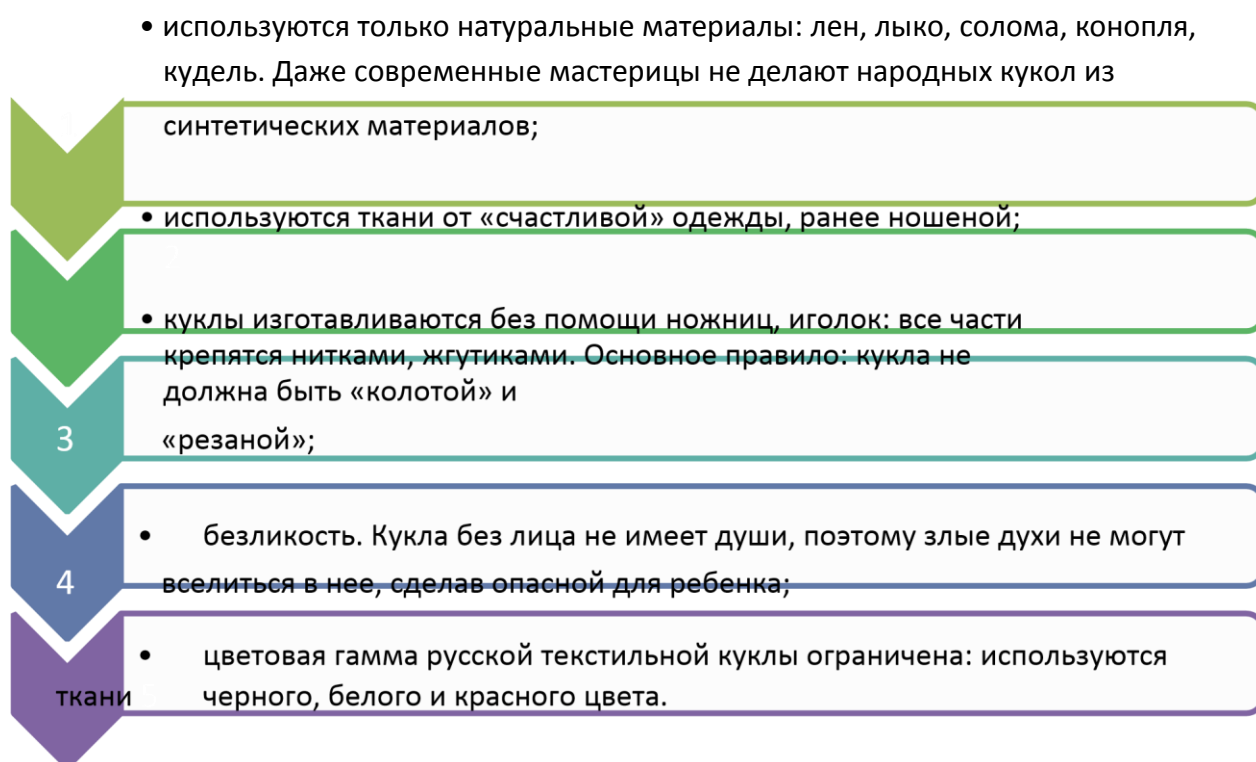 • используются только натуральные материалы: лен, лыко, солома, конопля,
кудель. Даже современные мастерицы не делают народных кукол из
синтетических материалов;
• используются ткани от «счастливой» одежды, ранее ношеной;
• куклы изготавливаются без помощи ножниц, иголок: все части
крепятся нитками, жгутиками. Основное правило: кукла не
должна быть «колотой» и
3 «резаной»;
• безликость. Кукла без лица не имеет души, поэтому злые духи не могут
4 вселиться в нее, сделав опасной для ребенка;
• цветовая гамма русской текстильной куклы ограничена: используются
ткани черного, белого и красного цвета.